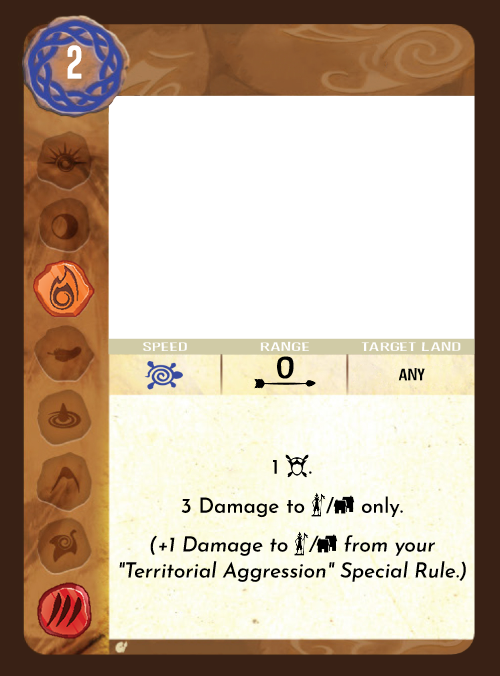 2
SPEED RANGE TARGET LAND
0 ANY
1 .
3 Damage to / only.
(+1 Damage to / from your
"Territorial Aggression" Special Rule.)